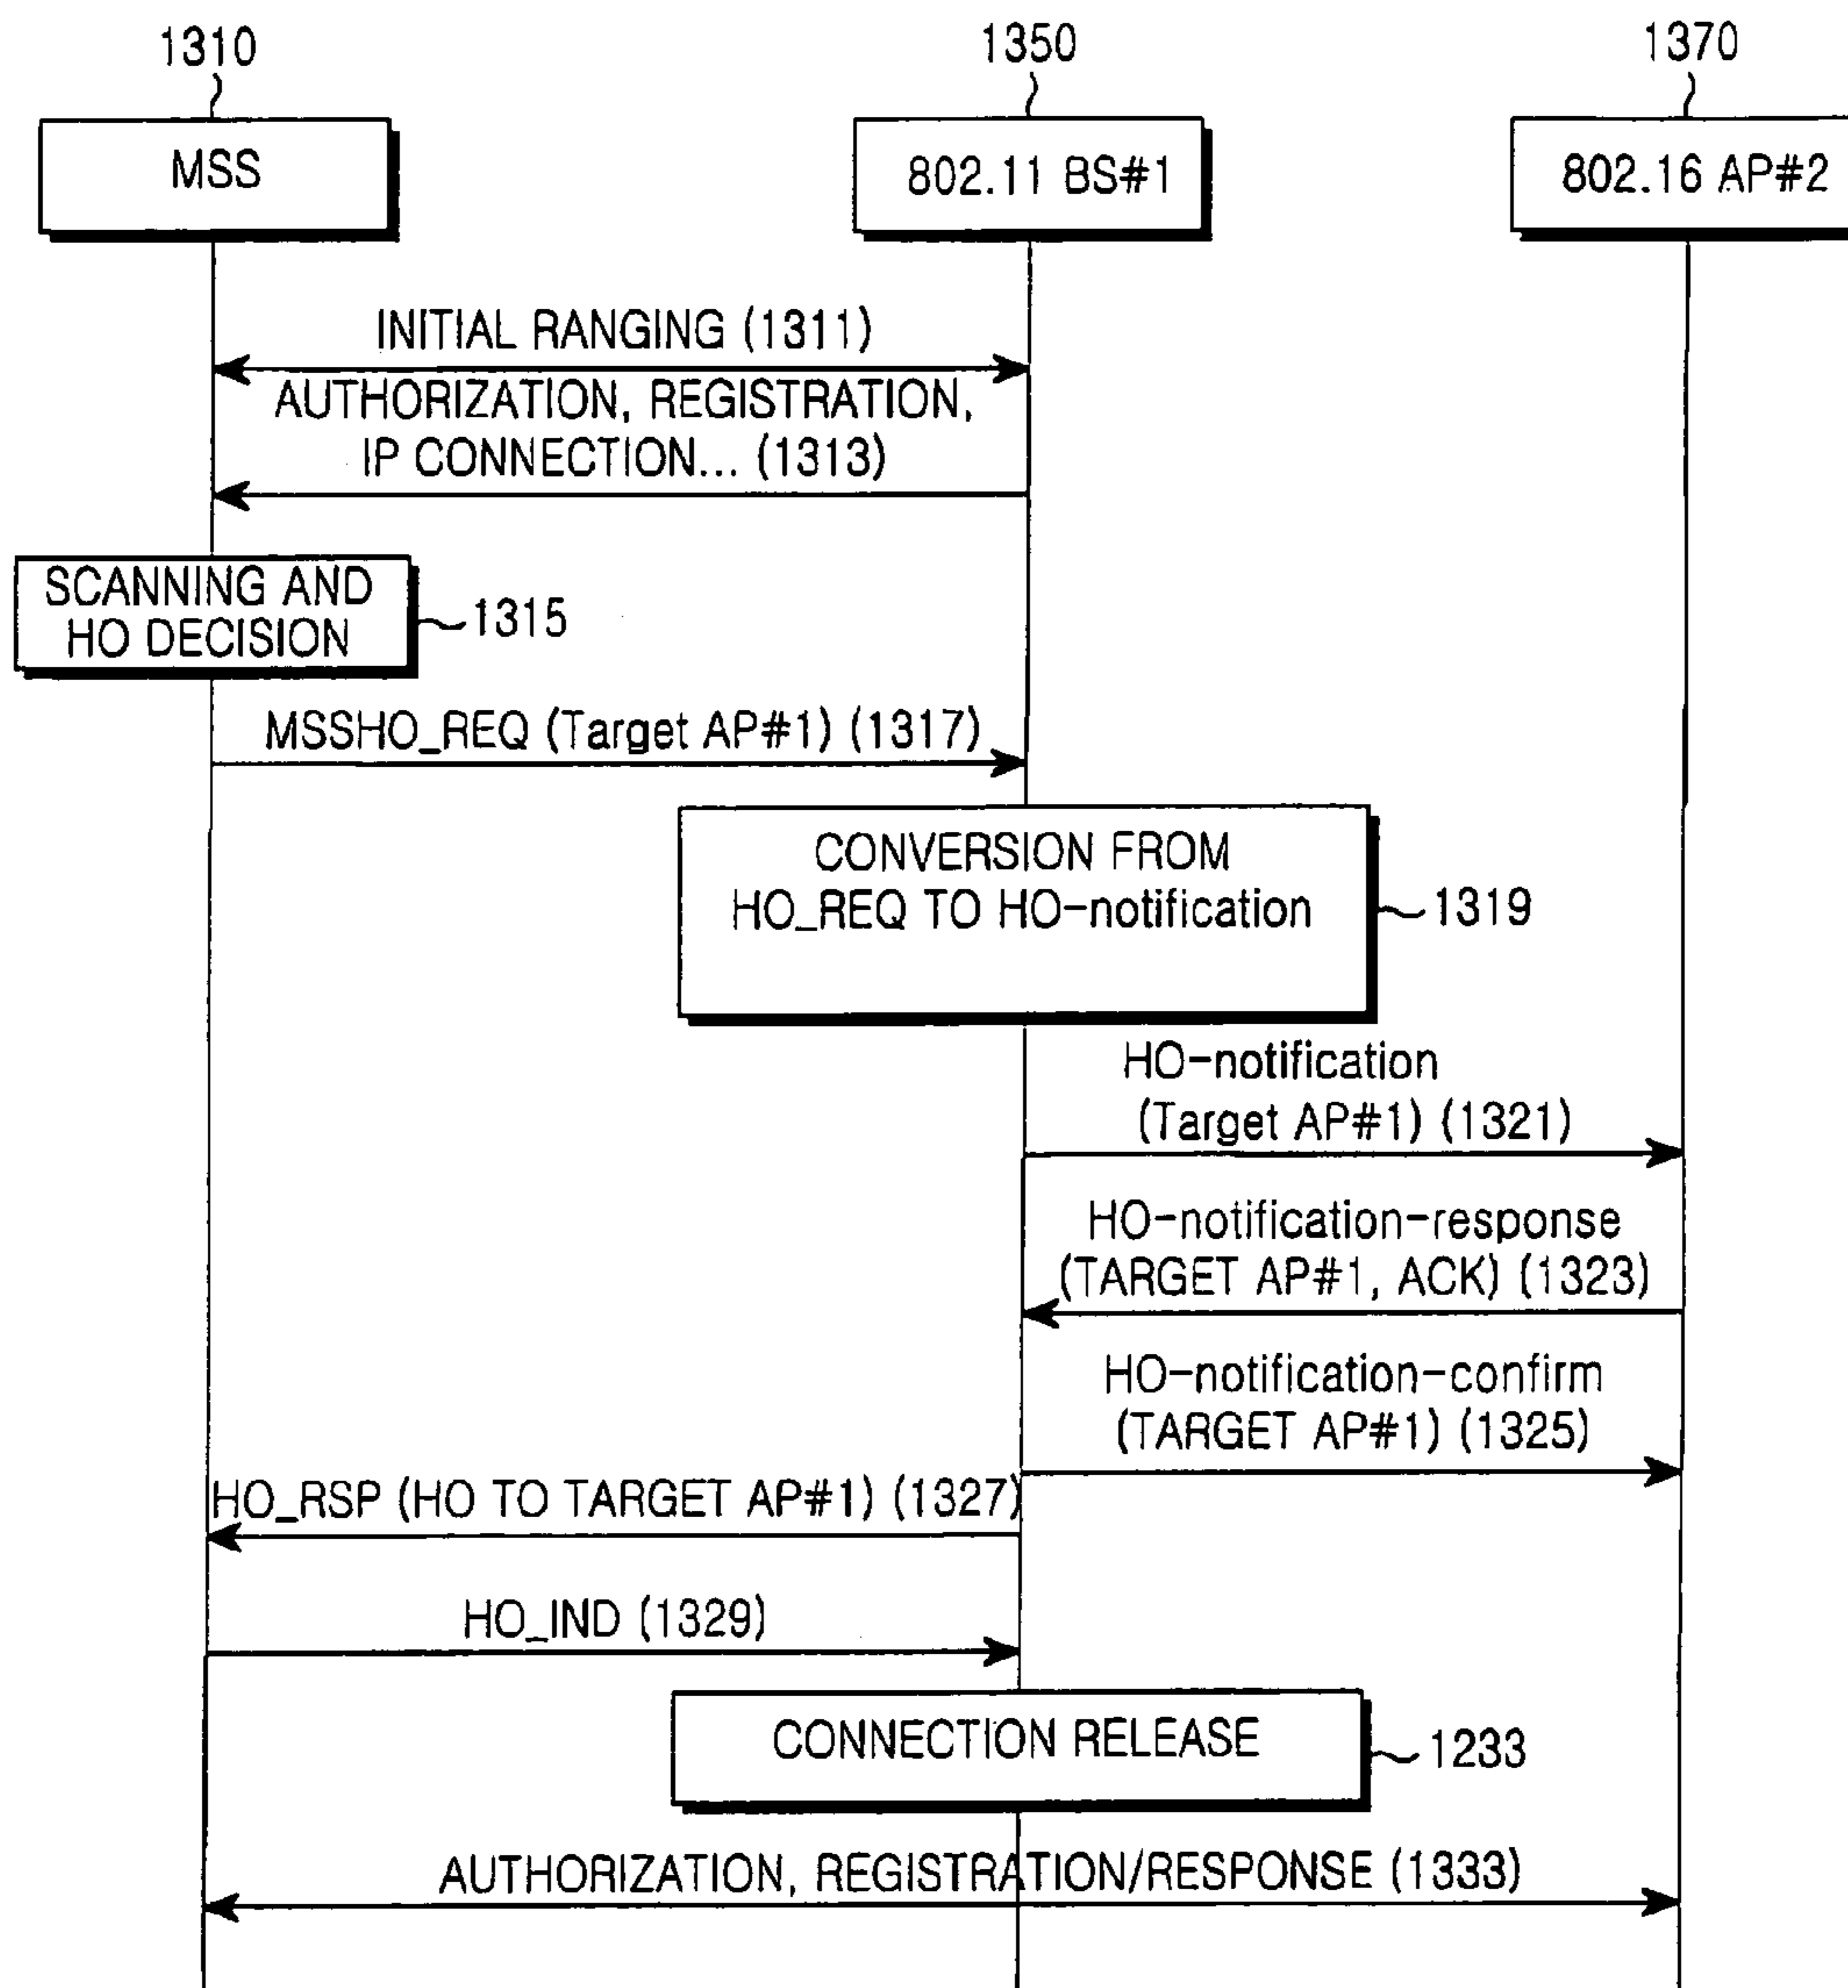 1310
1350
1370
MSS
802.11 BS#1
802.16 AP#2
INITIAL RANGING (1311)
AUTHORIZATION, REGISTRATION,
IP CONNECTION... (1313)
SCANNING AND
HO DECISION
1315
MSSHO_REQ (Target AP#1) (1317)
CONVERSION FROM
HO_REQ TO HO-notification
1319
HO-notification
(Target AP#1) (1321)
HO-notification-response
(TARGET AP#1, ACK) (1323)
HO-notification-confirm
(TARGET AP#1) (1325)
HO_RSP (HO TO TARGET AP#1) (1327)
HO_IND (1329)
CONNECTION RELEASE
1233
AUTHORIZATION, REGISTRATION/RESPONSE (1333)